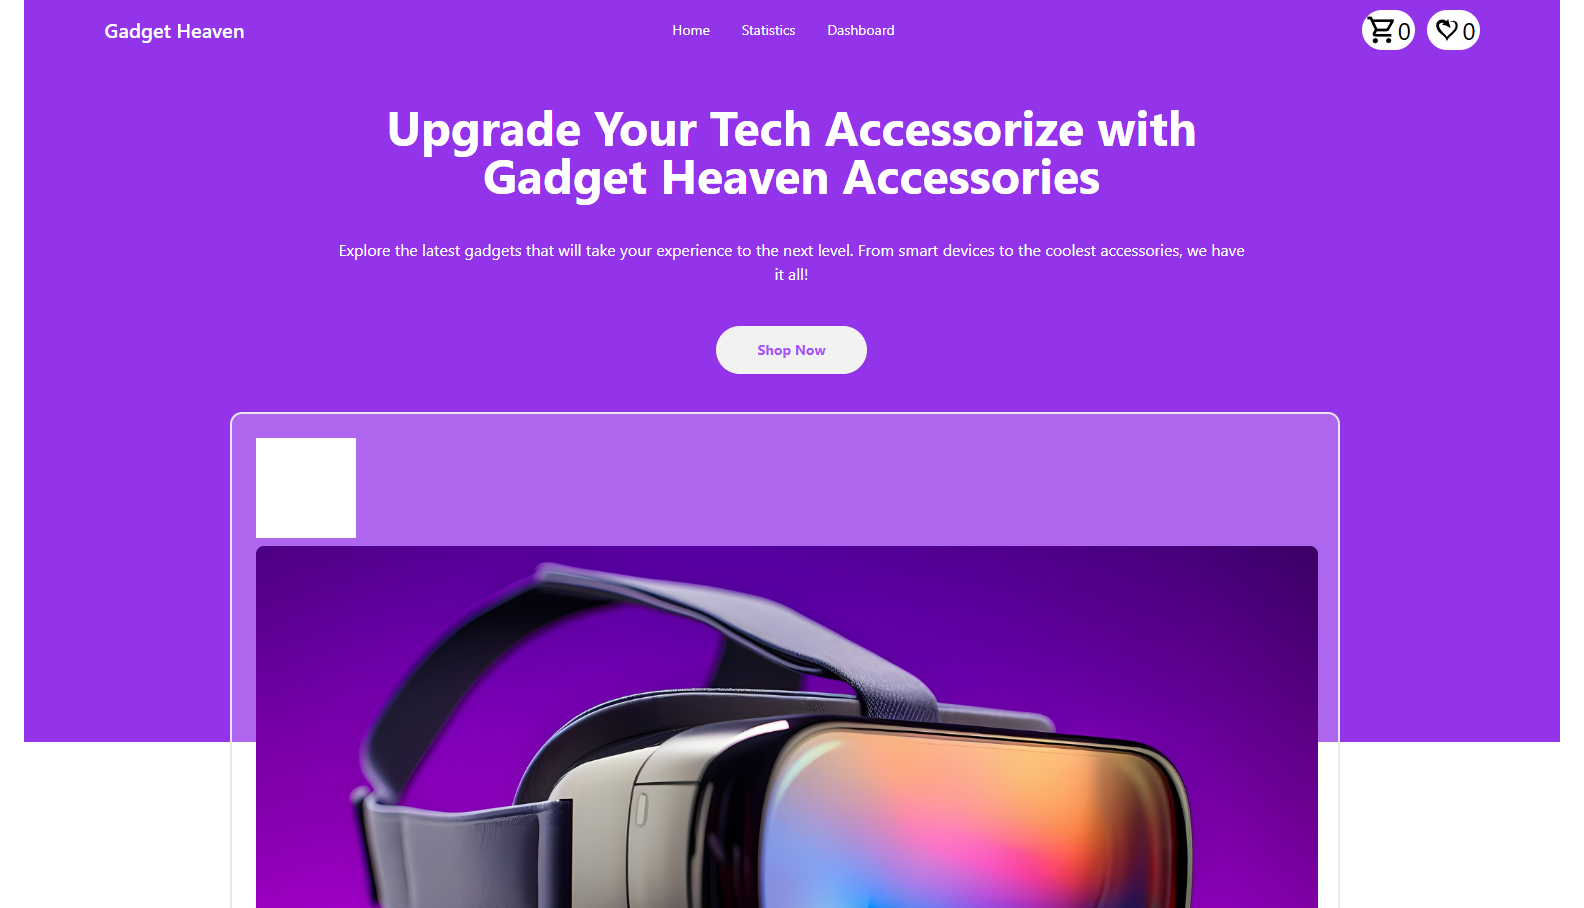 Gadget Heaven
Home
Statistics
Dashboard
0
0
Upgrade Your Tech Accessorize with
Gadget Heaven Accessories
Explore the latest gadgets that will take your experience to the next level. From smart devices to the coolest accessories, we have
it all!
Shop Now